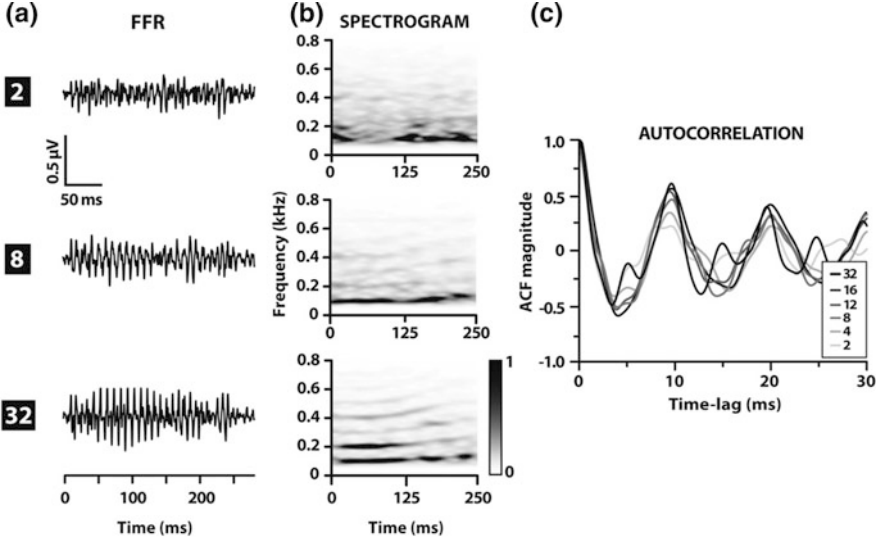 (a)
FFR
2
0.5 μV
50 ms
8
32
0 100 200
Time (ms)
(b)
SPECTROGRAM
0.8
0.6
0.4
0.2
0
0 125 250
0.8
0.6
0.4
0.2
0
0 125 250
Frequency (kHz)
0.8
0.6
0.4
0.2
0
0 125 250
Time (ms)
1
0
(c)
AUTOCORRELATION
1.0
0.5
0
-0.5
-1.0
ACF magnitude
0 10 20 30
Time-lag (ms)
32
16
12
8
4
2